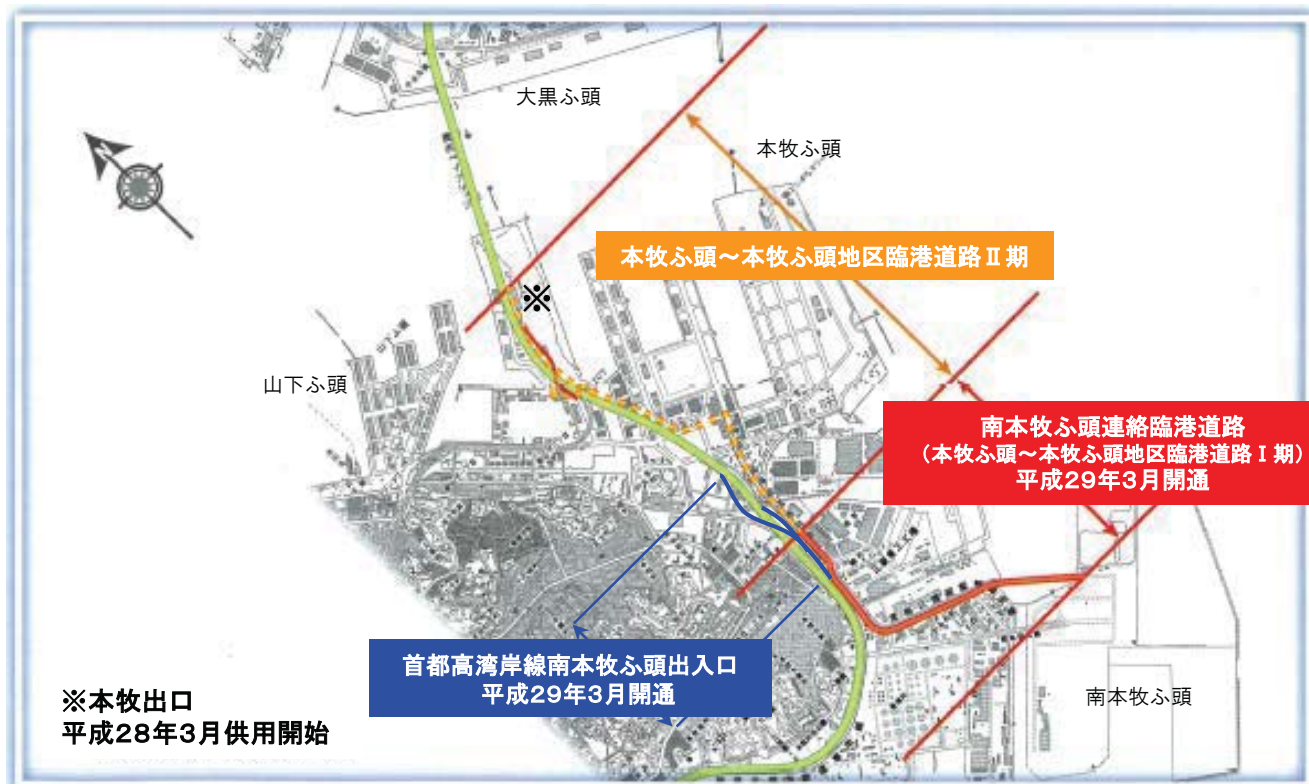 大黒ふ頭
本牧ふ頭
本牧ふ頭～本牧ふ頭地区臨港道路Ⅱ期
※
山下ふ頭
南本牧ふ頭連絡臨港道路
(本牧ふ頭～本牧ふ頭地区臨港道路Ⅰ期)
平成29年3月開通
首都高湾岸線南本牧ふ頭出入口
平成29年3月開通
南本牧ふ頭
※本牧出口
平成28年3月供用開始